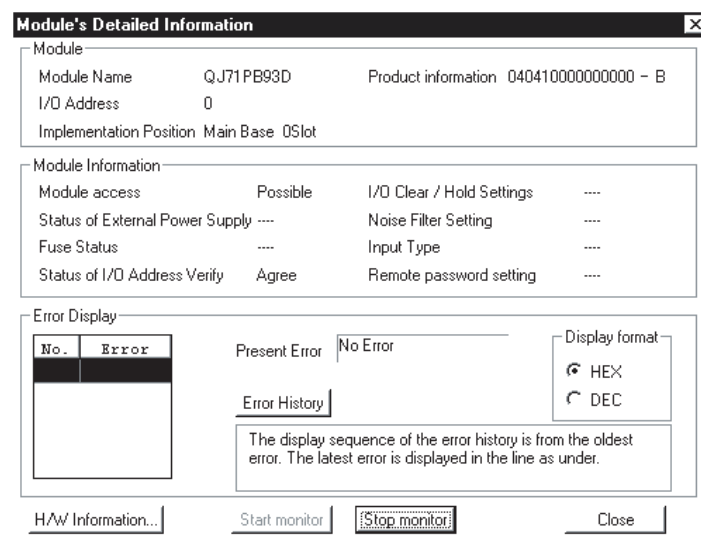 Module's Detailed Information
Module
Module Name QJ71PB93D Product information 040410000000000 - B
I/O Address 0
Implementation Position Main Base 0Slot
Module Information
Module access Possible I/O Clear / Hold Settings ----
Status of External Power Supply ---- Noise Filter Setting ----
Fuse Status ---- Input Type ----
Status of I/O Address Verify Agree Remote password setting ----
Error Display
No. Error
Present Error No Error
Display format
HEX
DEC
Error History
The display sequence of the error history is from the oldest
error. The latest error is displayed in the line as under.
H/W Information... Start monitor Stop monitor Close